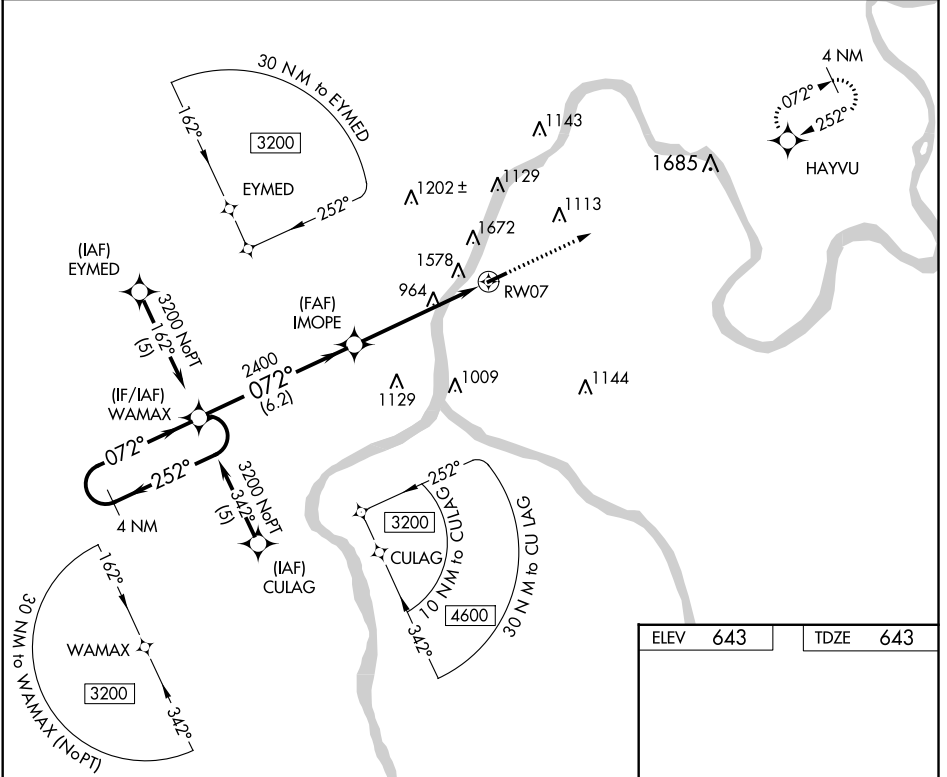 30 NM to EYMED
162°
3200
EYMED
252°
4 NM
072°
252°
HAYVU
1143
1685
1129
1202 ±
1113
1672
1578
964
RW07
(IAF)
EYMED
3200 NoPT
162°
(5)
(FAF)
IMOPE
2400
072°
(6.2)
(IF/IAF)
WAMAX
1129
1009
1144
072°
252°
4 NM
3200 NoPT
342°
(5)
(IAF)
CULAG
252°
3200
CULAG
10 NM to CULAG
4600
30 NM to CULAG
342°
162°
WAMAX
3200
342°
30 NM to WAMAX (NoPT)
ELEV 643
TDZE 643